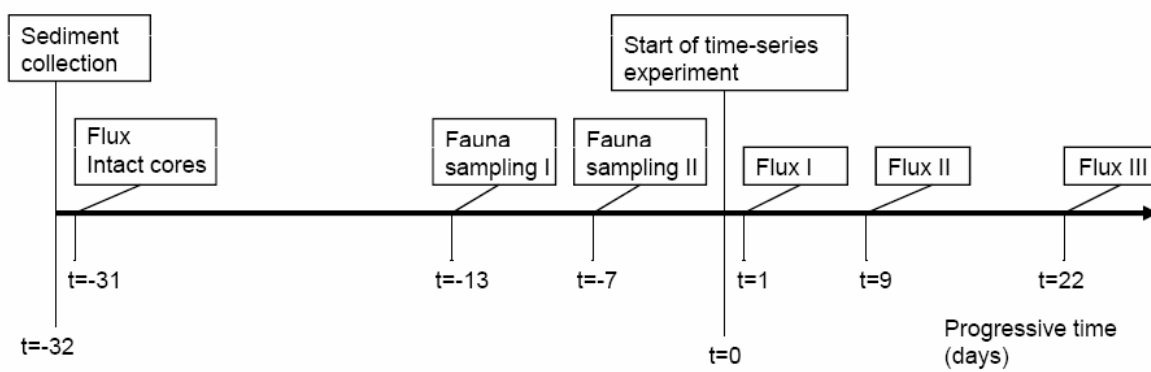 Sediment
collection
Start of time-series
experiment
Flux
Intact cores
Fauna
sampling I
Fauna
sampling II
Flux I
Flux II
Flux III
t=-31
t=-13
t=-7
t=1
t=9
t=22
t=-32
t=0
Progressive time
(days)